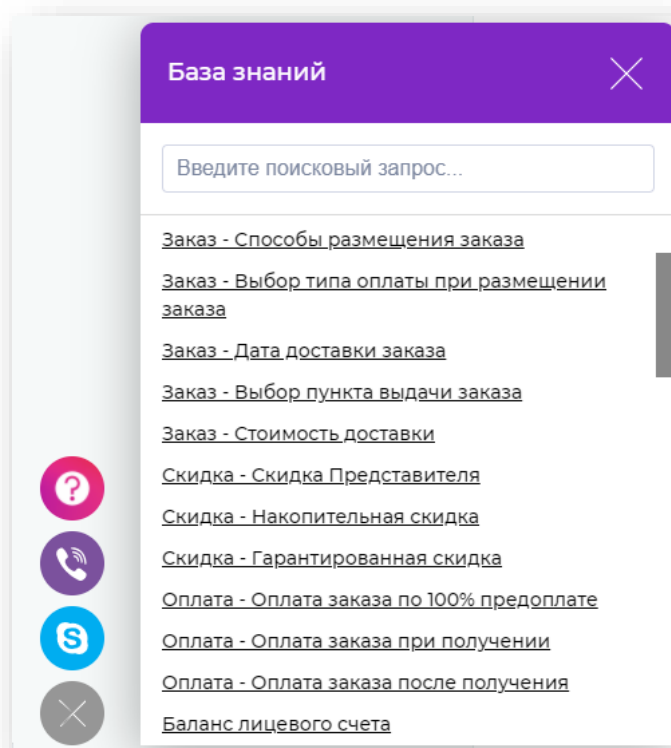 База знаний
Введите поисковый запрос...
Заказ - Способы размещения заказа
Заказ - Выбор типа оплаты при размещении
заказа
Заказ - Дата доставки заказа
Заказ - Выбор пункта выдачи заказа
Заказ - Стоимость доставки
Скидка - Скидка Представителя
Скидка - Накопительная скидка
Скидка - Гарантированная скидка
Оплата - Оплата заказа по 100% предоплате
Оплата - Оплата заказа при получении
Оплата - Оплата заказа после получения
Баланс лицевого счета